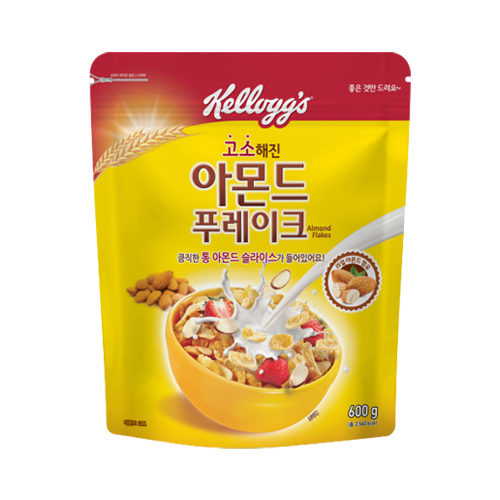 Kellogg's
좋은 것만 드려요~
고소해진
아몬드
푸레이크
Almond
Flakes
큼직한 통 아몬드 슬라이스가 들어있어요!
600 g